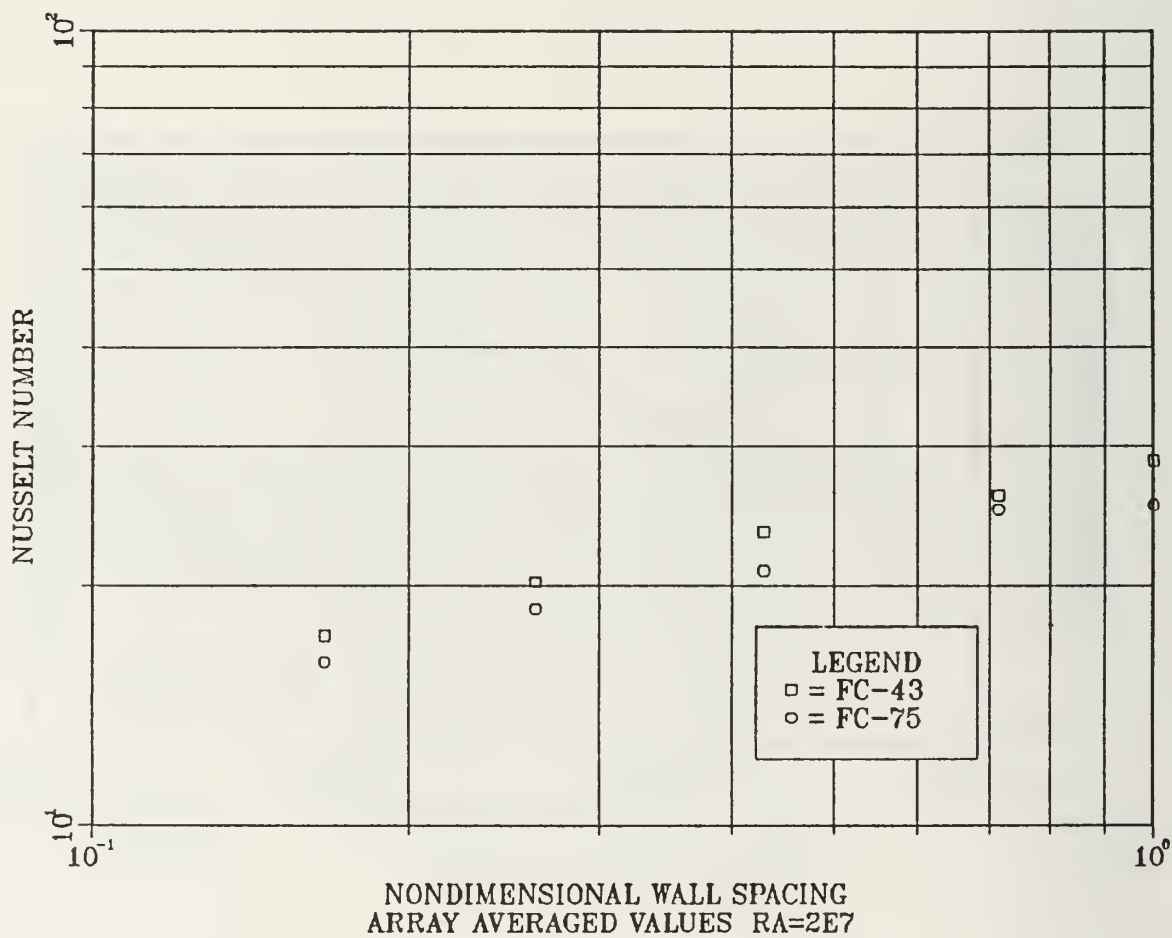 10²
NUSSELT NUMBER
LEGEND
□ = FC-43
○ = FC-75
10¹
10⁻¹
10⁰
NONDIMENSIONAL WALL SPACING
ARRAY AVERAGED VALUES RA=2E7